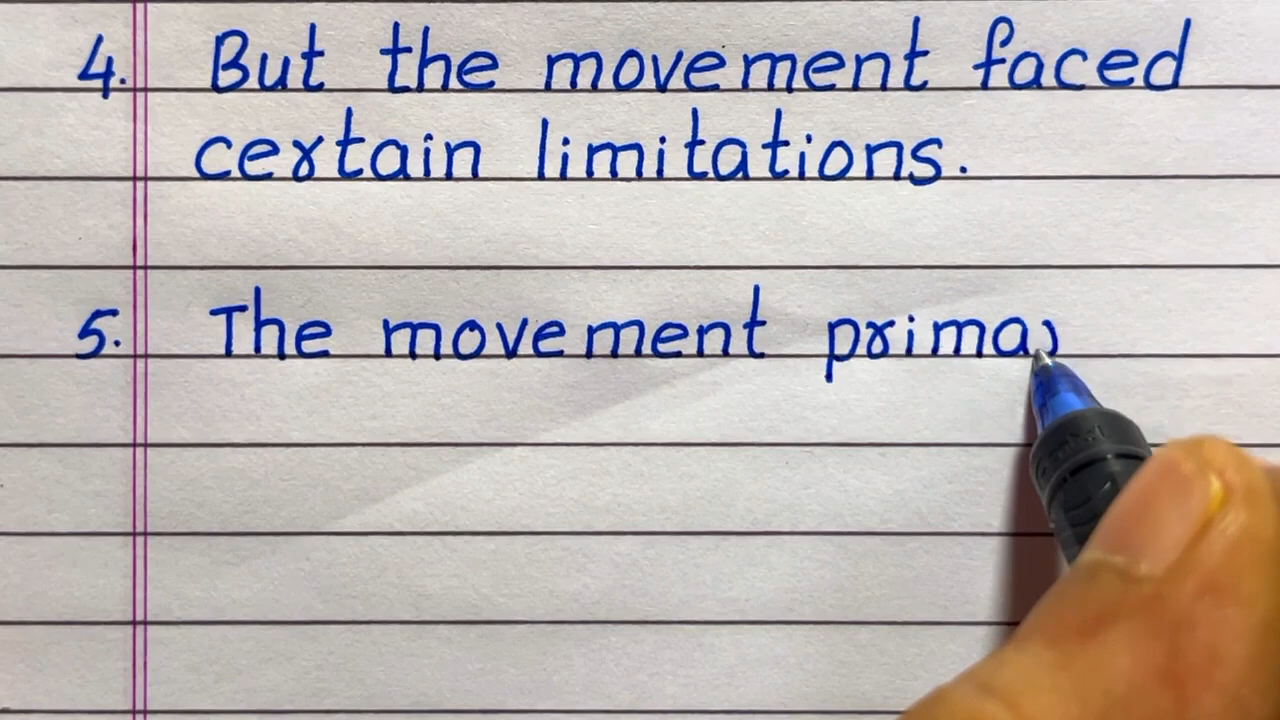 4. But the movement faced
certain limitations.
5. The movement prima